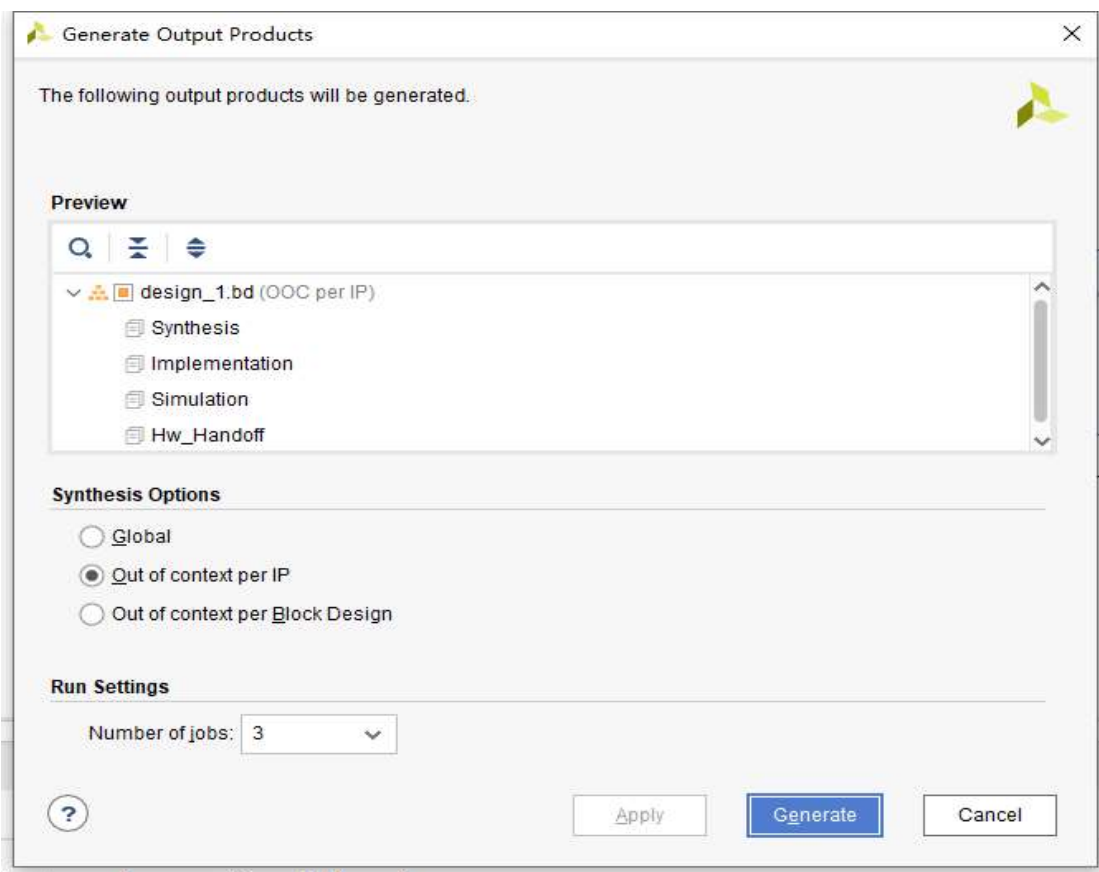 Generate Output Products
The following output products will be generated.
Preview
design_1.bd (OOC per IP)
Synthesis
Implementation
Simulation
Hw_Handoff
Synthesis Options
Global
Out of context per IP
Out of context per Block Design
Run Settings
Number of jobs: 3
? Apply Generate Cancel